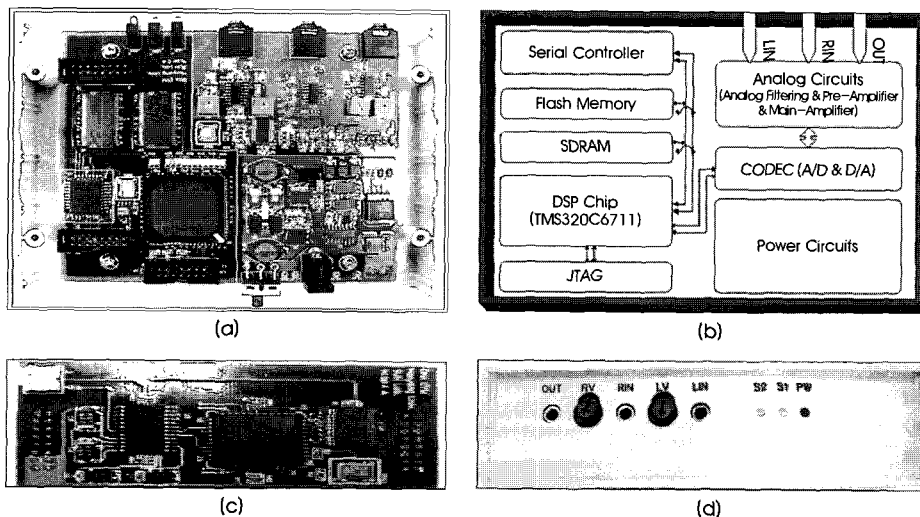 LIN RIN OUT
Serial Controller
Flash Memory
SDRAM
DSP Chip
(TMS320C6711)
JTAG
Analog Circuits
(Analog Filtering & Pre-Amplifier
& Main-Amplifier)
CODEC (A/D & D/A)
Power Circuits
(a)
(b)
OUT RV RIN LV LIN S2 S1 PW
(c)
(d)